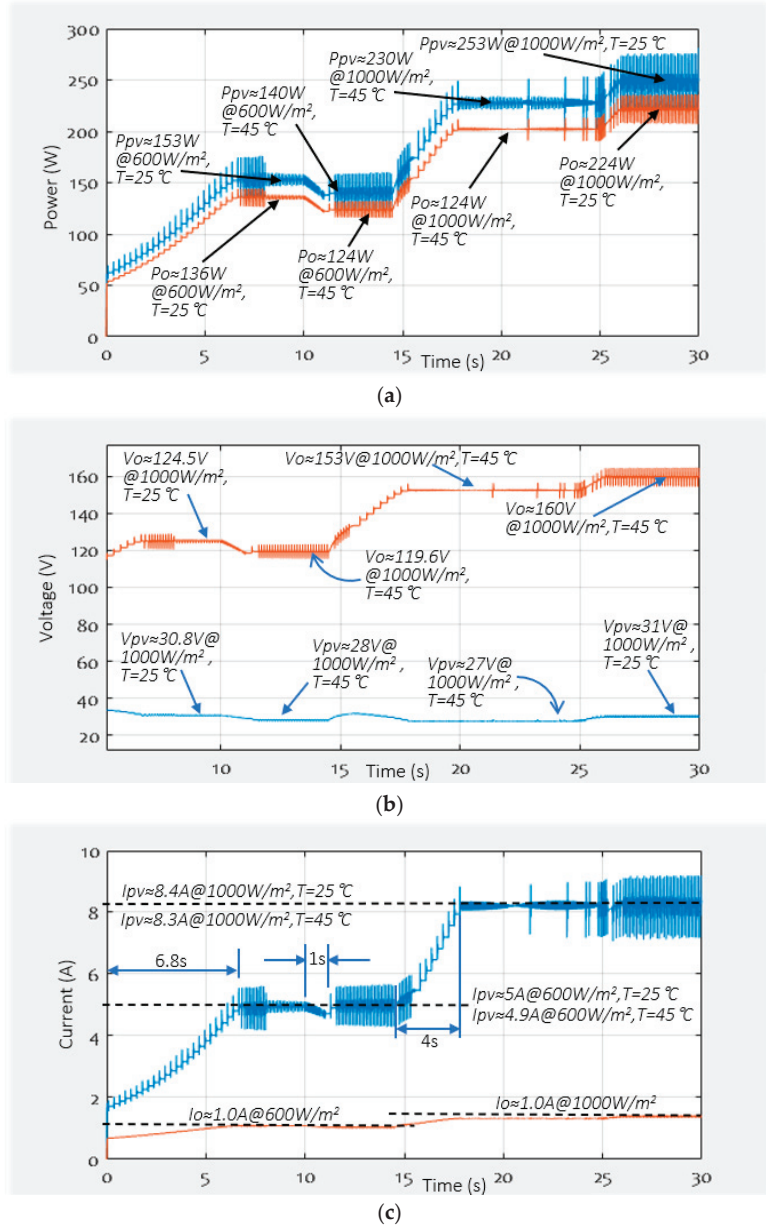 300
250
200
150
100
50
0
Power (W)
Ppv≈153W
@600W/m²,
T=25℃
Ppv≈140W
@600W/m²,
T=45℃
Ppv≈230W
@1000W/m²,
T=45℃
Ppv≈253W@1000W/m²,T=25℃
Po≈136W
@600W/m²,
T=25℃
Po≈124W
@600W/m²,
T=45℃
Po≈124W
@1000W/m²,
T=45℃
Po≈224W
@1000W/m²,
T=25℃
0 5 10 15 20 25 30
Time (s)
(a)
160
140
120
100
80
60
40
20
Voltage (V)
Vo≈124.5V
@1000W/m²,
T=25℃
Vo≈153V@1000W/m²,T=45℃
Vo≈160V
@1000W/m²,T=45℃
Vo≈119.6V
@1000W/m²,
T=45℃
Vpv≈30.8V@
1000W/m²,
T=25℃
Vpv≈28V@
1000W/m²,
T=45℃
Vpv≈27V@
1000W/m²,
T=45℃
Vpv≈31V@
1000W/m²,
T=25℃
10 15 20 25 30
Time (s)
(b)
10
8
6
4
2
0
Current (A)
Ipv≈8.4A@1000W/m²,T=25℃
Ipv≈8.3A@1000W/m²,T=45℃
6.8s
1s
Ipv≈5A@600W/m²,T=25℃
Ipv≈4.9A@600W/m²,T=45℃
4s
Io≈1.0A@600W/m²
Io≈1.0A@1000W/m²
0 5 10 15 20 25 30
Time (s)
(c)